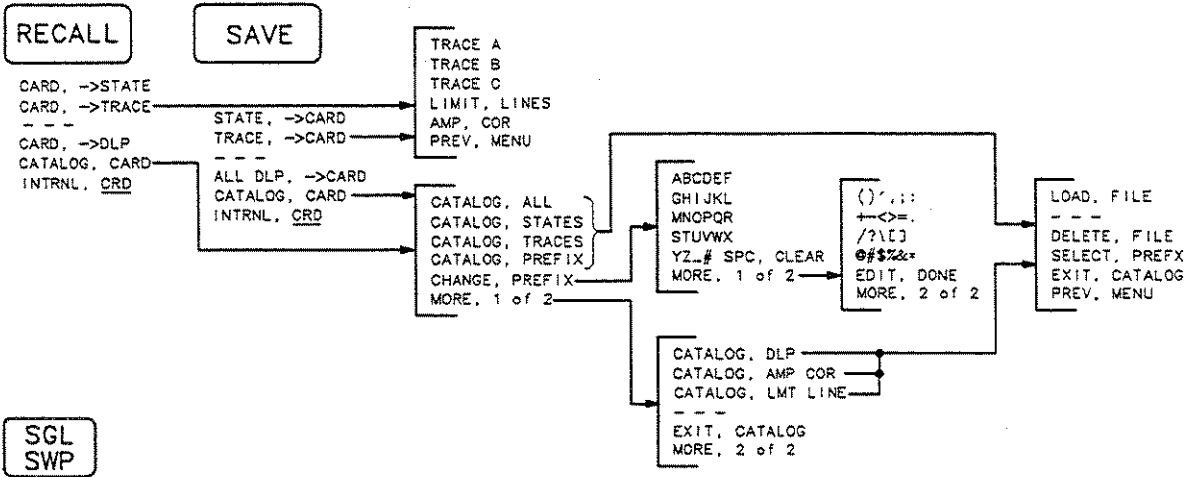 RECALL
SAVE
CARD, ->STATE
CARD, ->TRACE
- - -
CARD, ->DLP
CATALOG, CARD
INTRNL, CRD
STATE, ->CARD
TRACE, ->CARD
- - -
ALL DLP, ->CARD
CATALOG, CARD
INTRNL, CRD
TRACE A
TRACE B
TRACE C
LIMIT, LINES
AMP, COR
PREV, MENU
CATALOG, ALL
CATALOG, STATES
CATALOG, TRACES
CATALOG, PREFIX
CHANGE, PREFIX
MORE, 1 of 2
ABCDEF
GHIJKL
MNOPQR
STUVWX
YZ_# SPC, CLEAR
MORE, 1 of 2
()^,;:
+-<>=.
/?\[]
@#$%&*
EDIT, DONE
MORE, 2 of 2
CATALOG, DLP
CATALOG, AMP COR
CATALOG, LMT LINE
- - -
EXIT, CATALOG
MORE, 2 of 2
LOAD, FILE
- - -
DELETE, FILE
SELECT, PREFX
EXIT, CATALOG
PREV, MENU
SGL
SWP